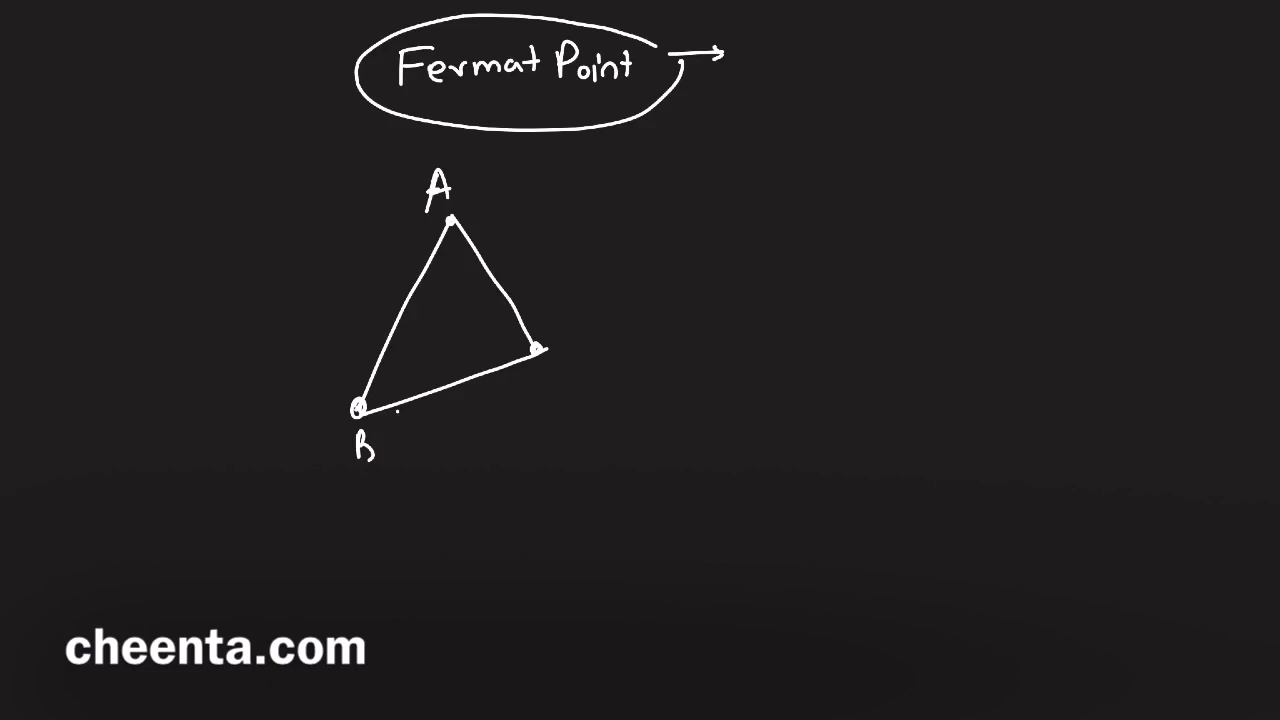 Fermat Point →
A
B
cheenta.com